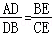 AD/DB = BE/CE